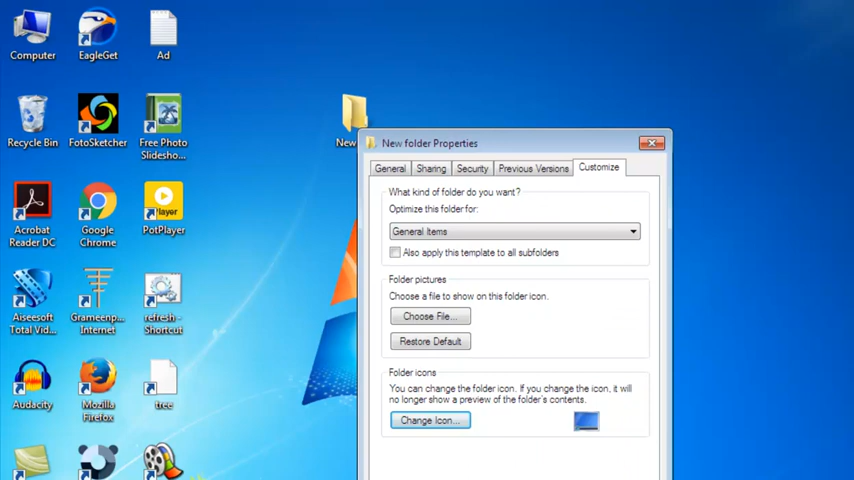 Computer
EagleGet
Ad
Recycle Bin
FotoSketcher
Free Photo
Slidesho...
New
Acrobat
Reader DC
Google
Chrome
Player
PotPlayer
Aiseesoft
Total Vid...
Grameenp...
Internet
refresh -
Shortcut
Audacity
Mozilla
Firefox
tree
New folder Properties
General
Sharing
Security
Previous Versions
Customize
What kind of folder do you want?
Optimize this folder for:
General Items
Also apply this template to all subfolders
Folder pictures
Choose a file to show on this folder icon.
Choose File...
Restore Default
Folder icons
You can change the folder icon. If you change the icon, it will
no longer show a preview of the folder's contents.
Change Icon...